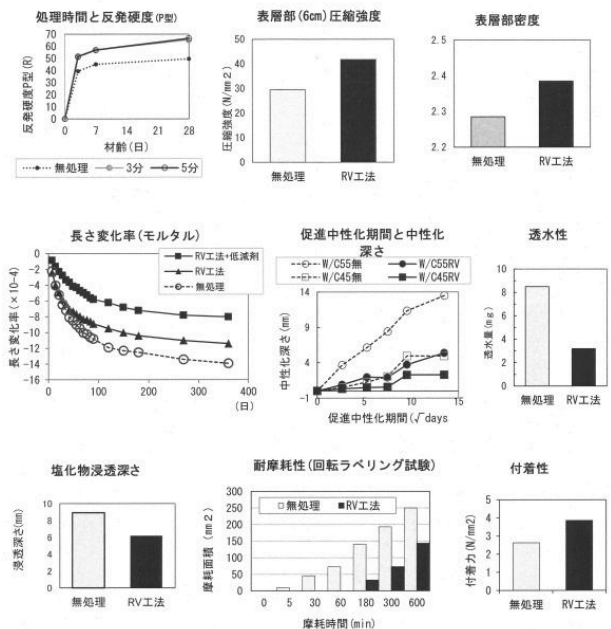 処理時間と反発硬度(P型)
反発硬度P型(R)
70
60
50
40
30
20
10
0
0 7 14 21 28
材齢(日)
無処理 3分 5分
表層部(6cm)圧縮強度
圧縮強度(N/mm2)
50
40
30
20
10
0
無処理 RV工法
表層部密度
2.5
2.4
2.3
2.2
無処理 RV工法
長さ変化率(モルタル)
長さ変化率(×10-4)
0
-2
-4
-6
-8
-10
-12
-14
-16
RV工法+低減剤
RV工法
無処理
0 100 200 300 400
(日)
促進中性化期間と中性化
深さ
W/C55無 W/C55RV
W/C45無 W/C45RV
中性化深さ(mm)
14
9
4
-1
0 5 10 15
促進中性化期間(√days
透水性
透水量(mg)
10
8
6
4
2
0
無処理 RV工法
塩化物浸透深さ
浸透深さ(mm)
10
8
6
4
2
0
無処理 RV工法
耐摩耗性(回転ラベリング試験)
摩耗面積(mm2)
300
250
200
150
100
50
0
無処理 RV工法
0 5 30 60 180 300 600
摩耗時間(min)
付着性
付着力(N/mm2)
5
4
3
2
1
0
無処理 RV工法